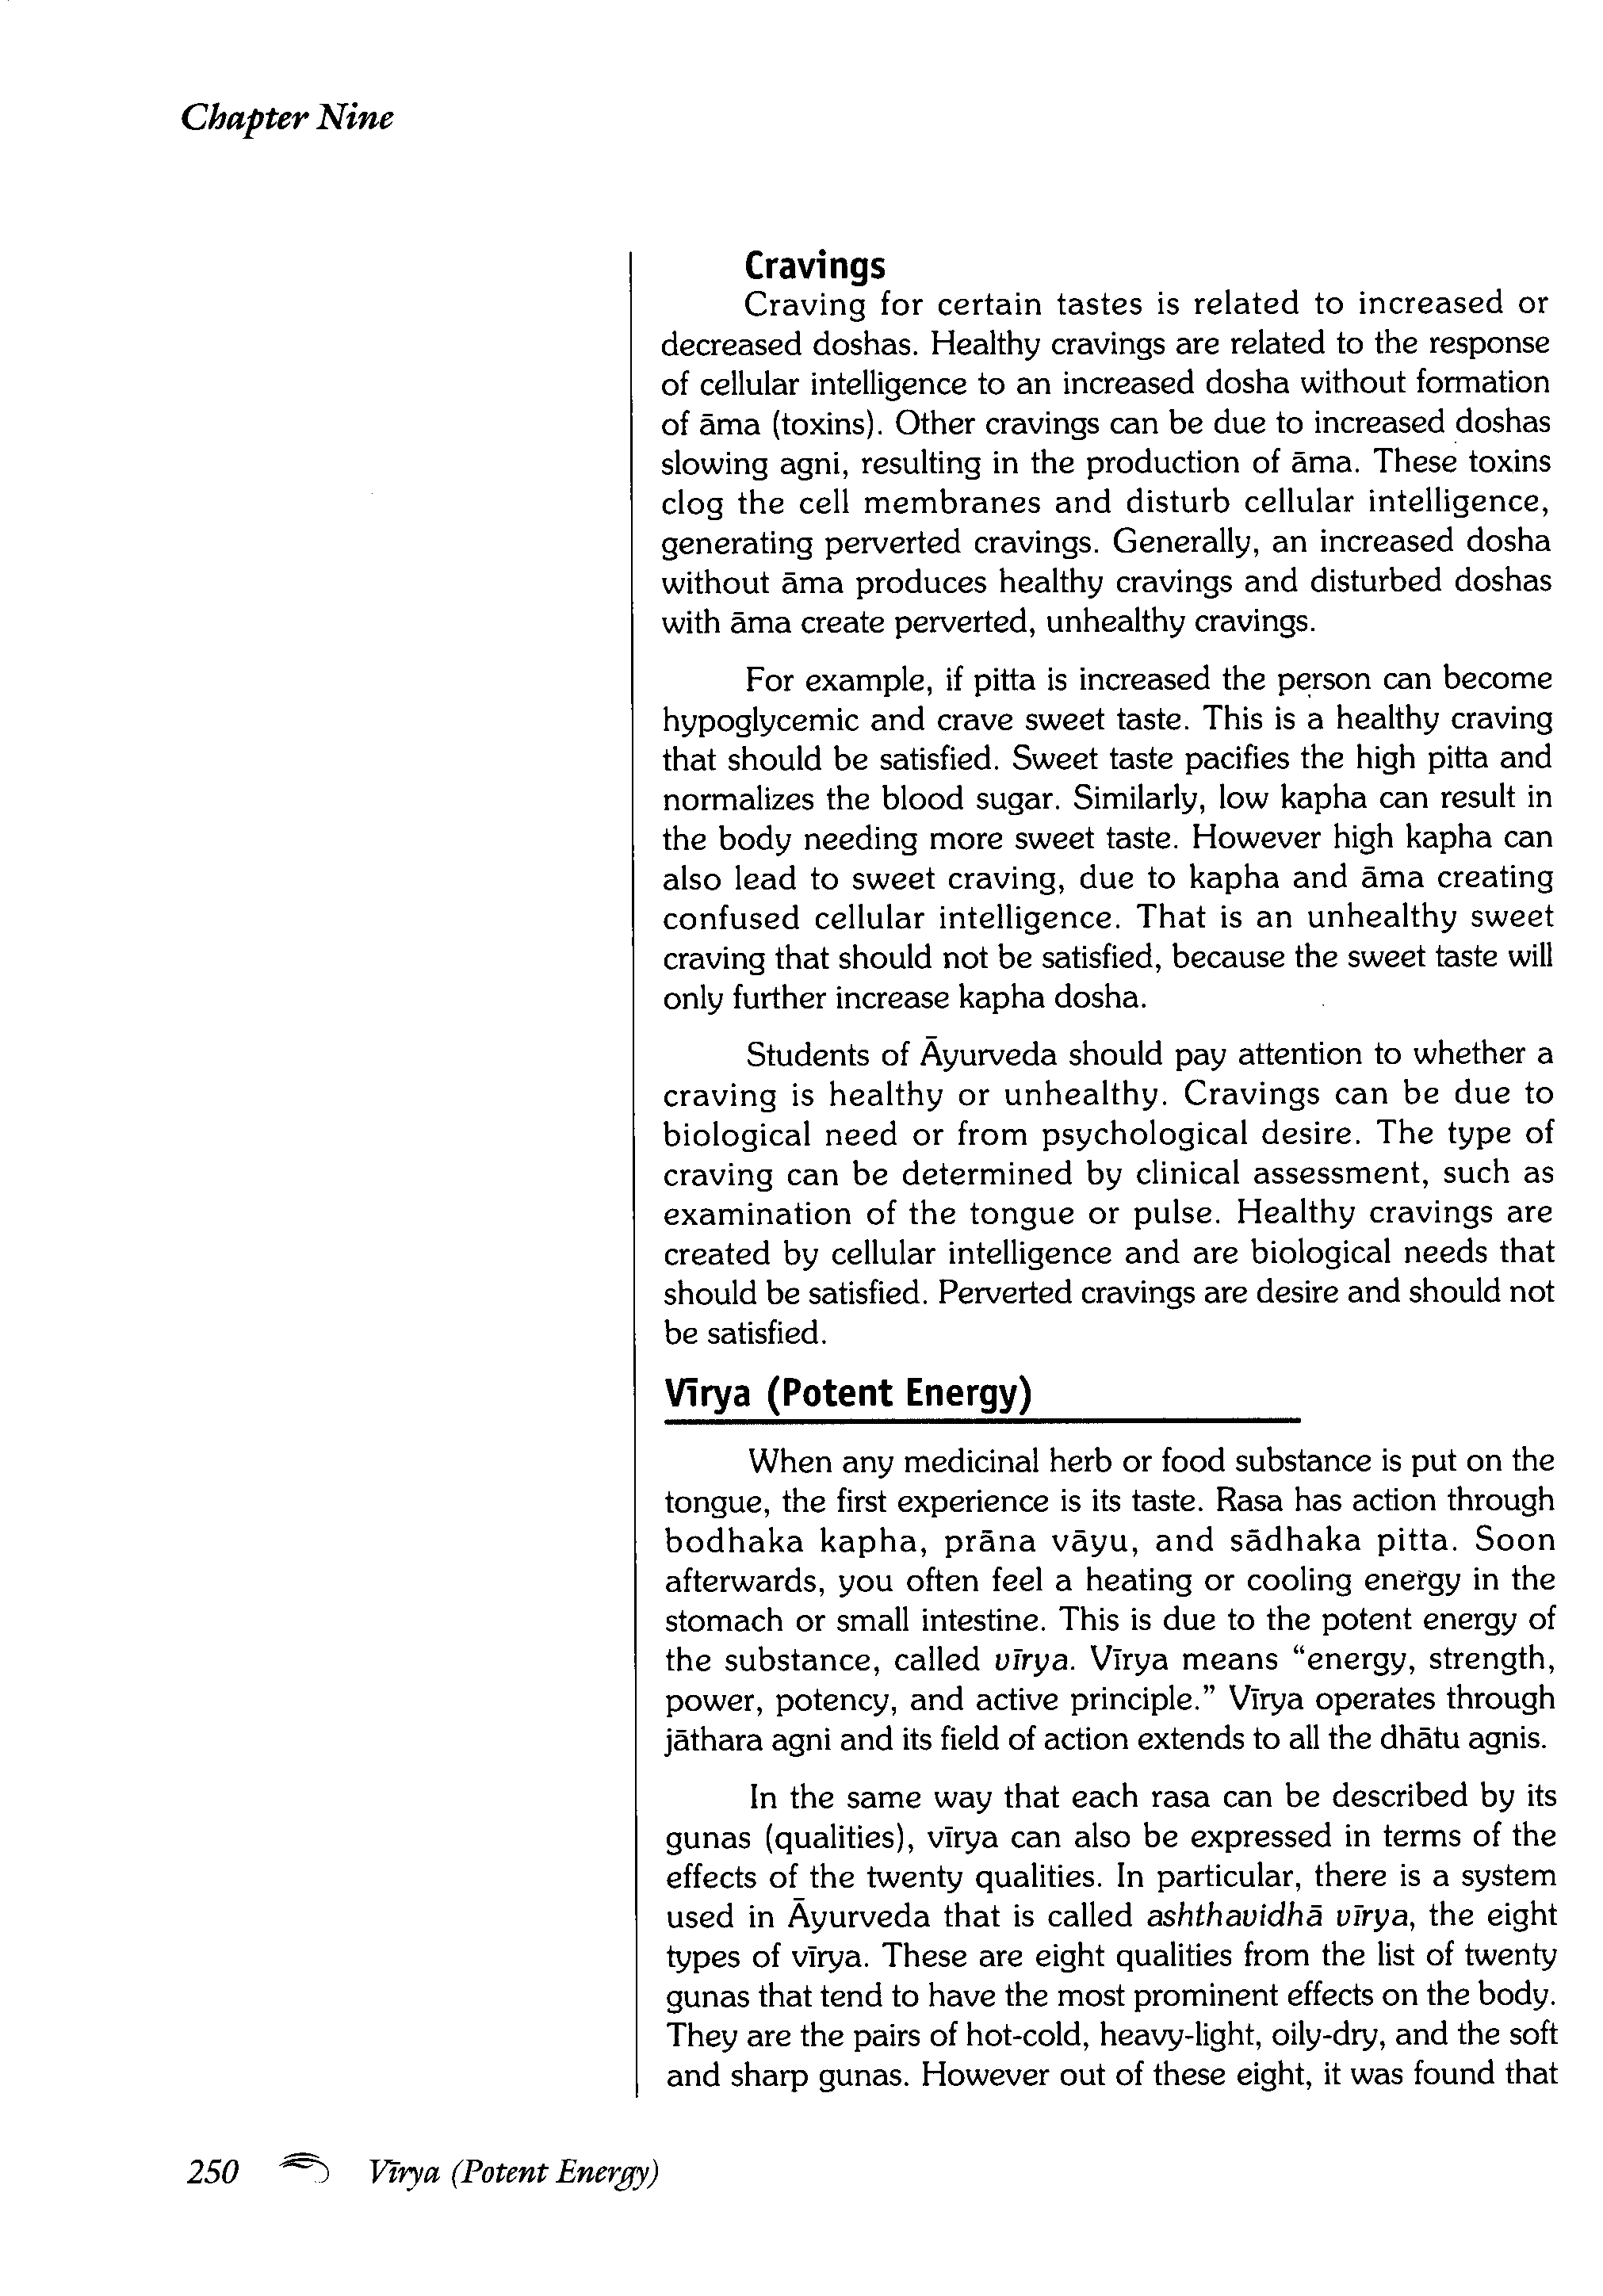 Chapter Nine
Cravings
Craving for certain tastes is related to increased or
decreased doshas. Healthy cravings are related to the response
of cellular intelligence to an increased dosha without formation
of āma (toxins). Other cravings can be due to increased doshas
slowing agni, resulting in the production of āma. These toxins
clog the cell membranes and disturb cellular intelligence,
generating perverted cravings. Generally, an increased dosha
without āma produces healthy cravings and disturbed doshas
with āma create perverted, unhealthy cravings.
For example, if pitta is increased the person can become
hypoglycemic and crave sweet taste. This is a healthy craving
that should be satisfied. Sweet taste pacifies the high pitta and
normalizes the blood sugar. Similarly, low kapha can result in
the body needing more sweet taste. However high kapha can
also lead to sweet craving, due to kapha and āma creating
confused cellular intelligence. That is an unhealthy sweet
craving that should not be satisfied, because the sweet taste will
only further increase kapha dosha.
Students of Āyurveda should pay attention to whether a
craving is healthy or unhealthy. Cravings can be due to
biological need or from psychological desire. The type of
craving can be determined by clinical assessment, such as
examination of the tongue or pulse. Healthy cravings are
created by cellular intelligence and are biological needs that
should be satisfied. Perverted cravings are desire and should not
be satisfied.
Vīrya (Potent Energy)
When any medicinal herb or food substance is put on the
tongue, the first experience is its taste. Rasa has action through
bodhaka kapha, prāna vāyu, and sādhaka pitta. Soon
afterwards, you often feel a heating or cooling energy in the
stomach or small intestine. This is due to the potent energy of
the substance, called vīrya. Vīrya means “energy, strength,
power, potency, and active principle.” Vīrya operates through
jāthara agni and its field of action extends to all the dhātu agnis.
In the same way that each rasa can be described by its
gunas (qualities), vīrya can also be expressed in terms of the
effects of the twenty qualities. In particular, there is a system
used in Āyurveda that is called ashthavidhā vīrya, the eight
types of vīrya. These are eight qualities from the list of twenty
gunas that tend to have the most prominent effects on the body.
They are the pairs of hot-cold, heavy-light, oily-dry, and the soft
and sharp gunas. However out of these eight, it was found that
250 Vīrya (Potent Energy)